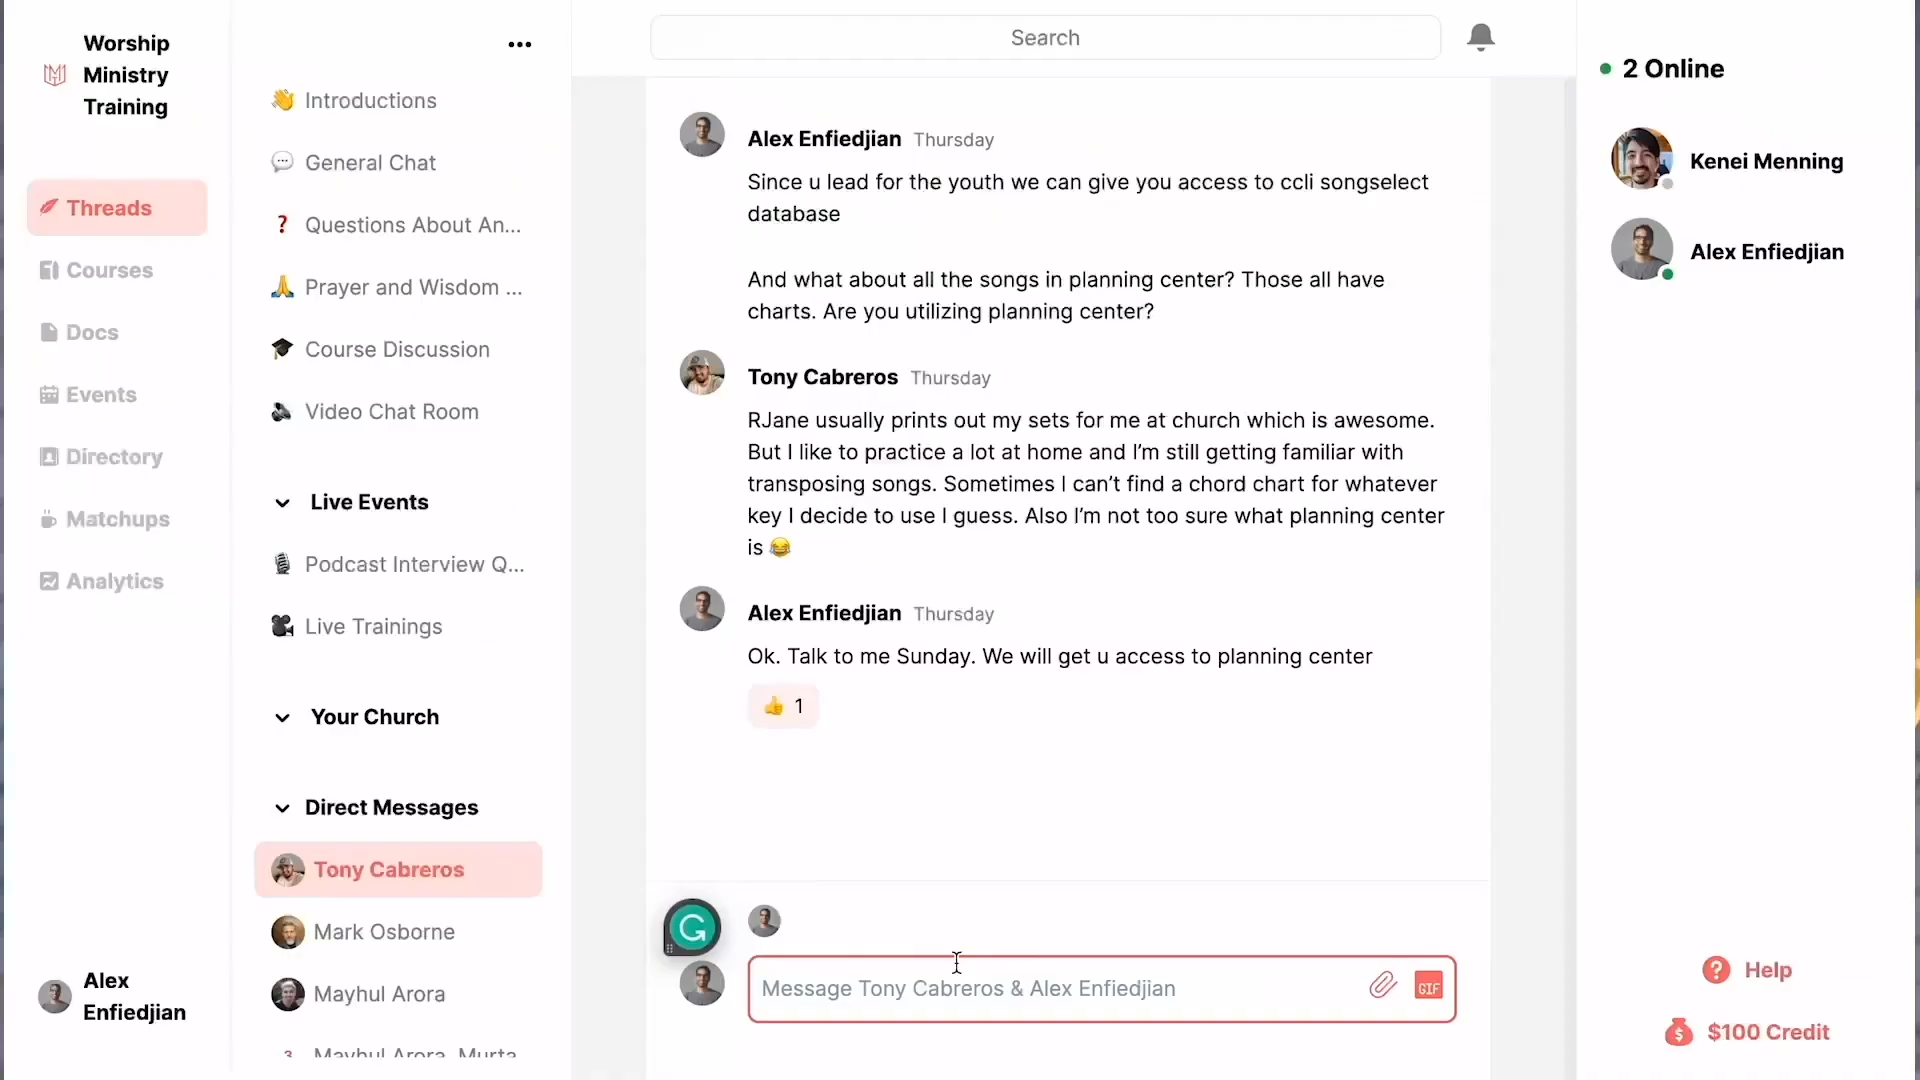 Worship
Ministry
Training
Threads
Courses
Docs
Events
Directory
Matchups
Analytics
Alex
Enfiedjian
•••
👋 Introductions
💬 General Chat
❓ Questions About An...
🙏 Prayer and Wisdom ...
🎓 Course Discussion
🔊 Video Chat Room
Live Events
🎙 Podcast Interview Q...
🎥 Live Trainings
Your Church
Direct Messages
Tony Cabreros
Mark Osborne
Mayhul Arora
3 Mayhul Arora, Murta
Search
Alex Enfiedjian Thursday
Since u lead for the youth we can give you access to ccli songselect
database
And what about all the songs in planning center? Those all have
charts. Are you utilizing planning center?
Tony Cabreros Thursday
RJane usually prints out my sets for me at church which is awesome.
But I like to practice a lot at home and I’m still getting familiar with
transposing songs. Sometimes I can’t find a chord chart for whatever
key I decide to use I guess. Also I’m not too sure what planning center
is 😂
Alex Enfiedjian Thursday
Ok. Talk to me Sunday. We will get u access to planning center
👍 1
G
Message Tony Cabreros & Alex Enfiedjian
GIF
2 Online
Kenei Menning
Alex Enfiedjian
? Help
$ $100 Credit